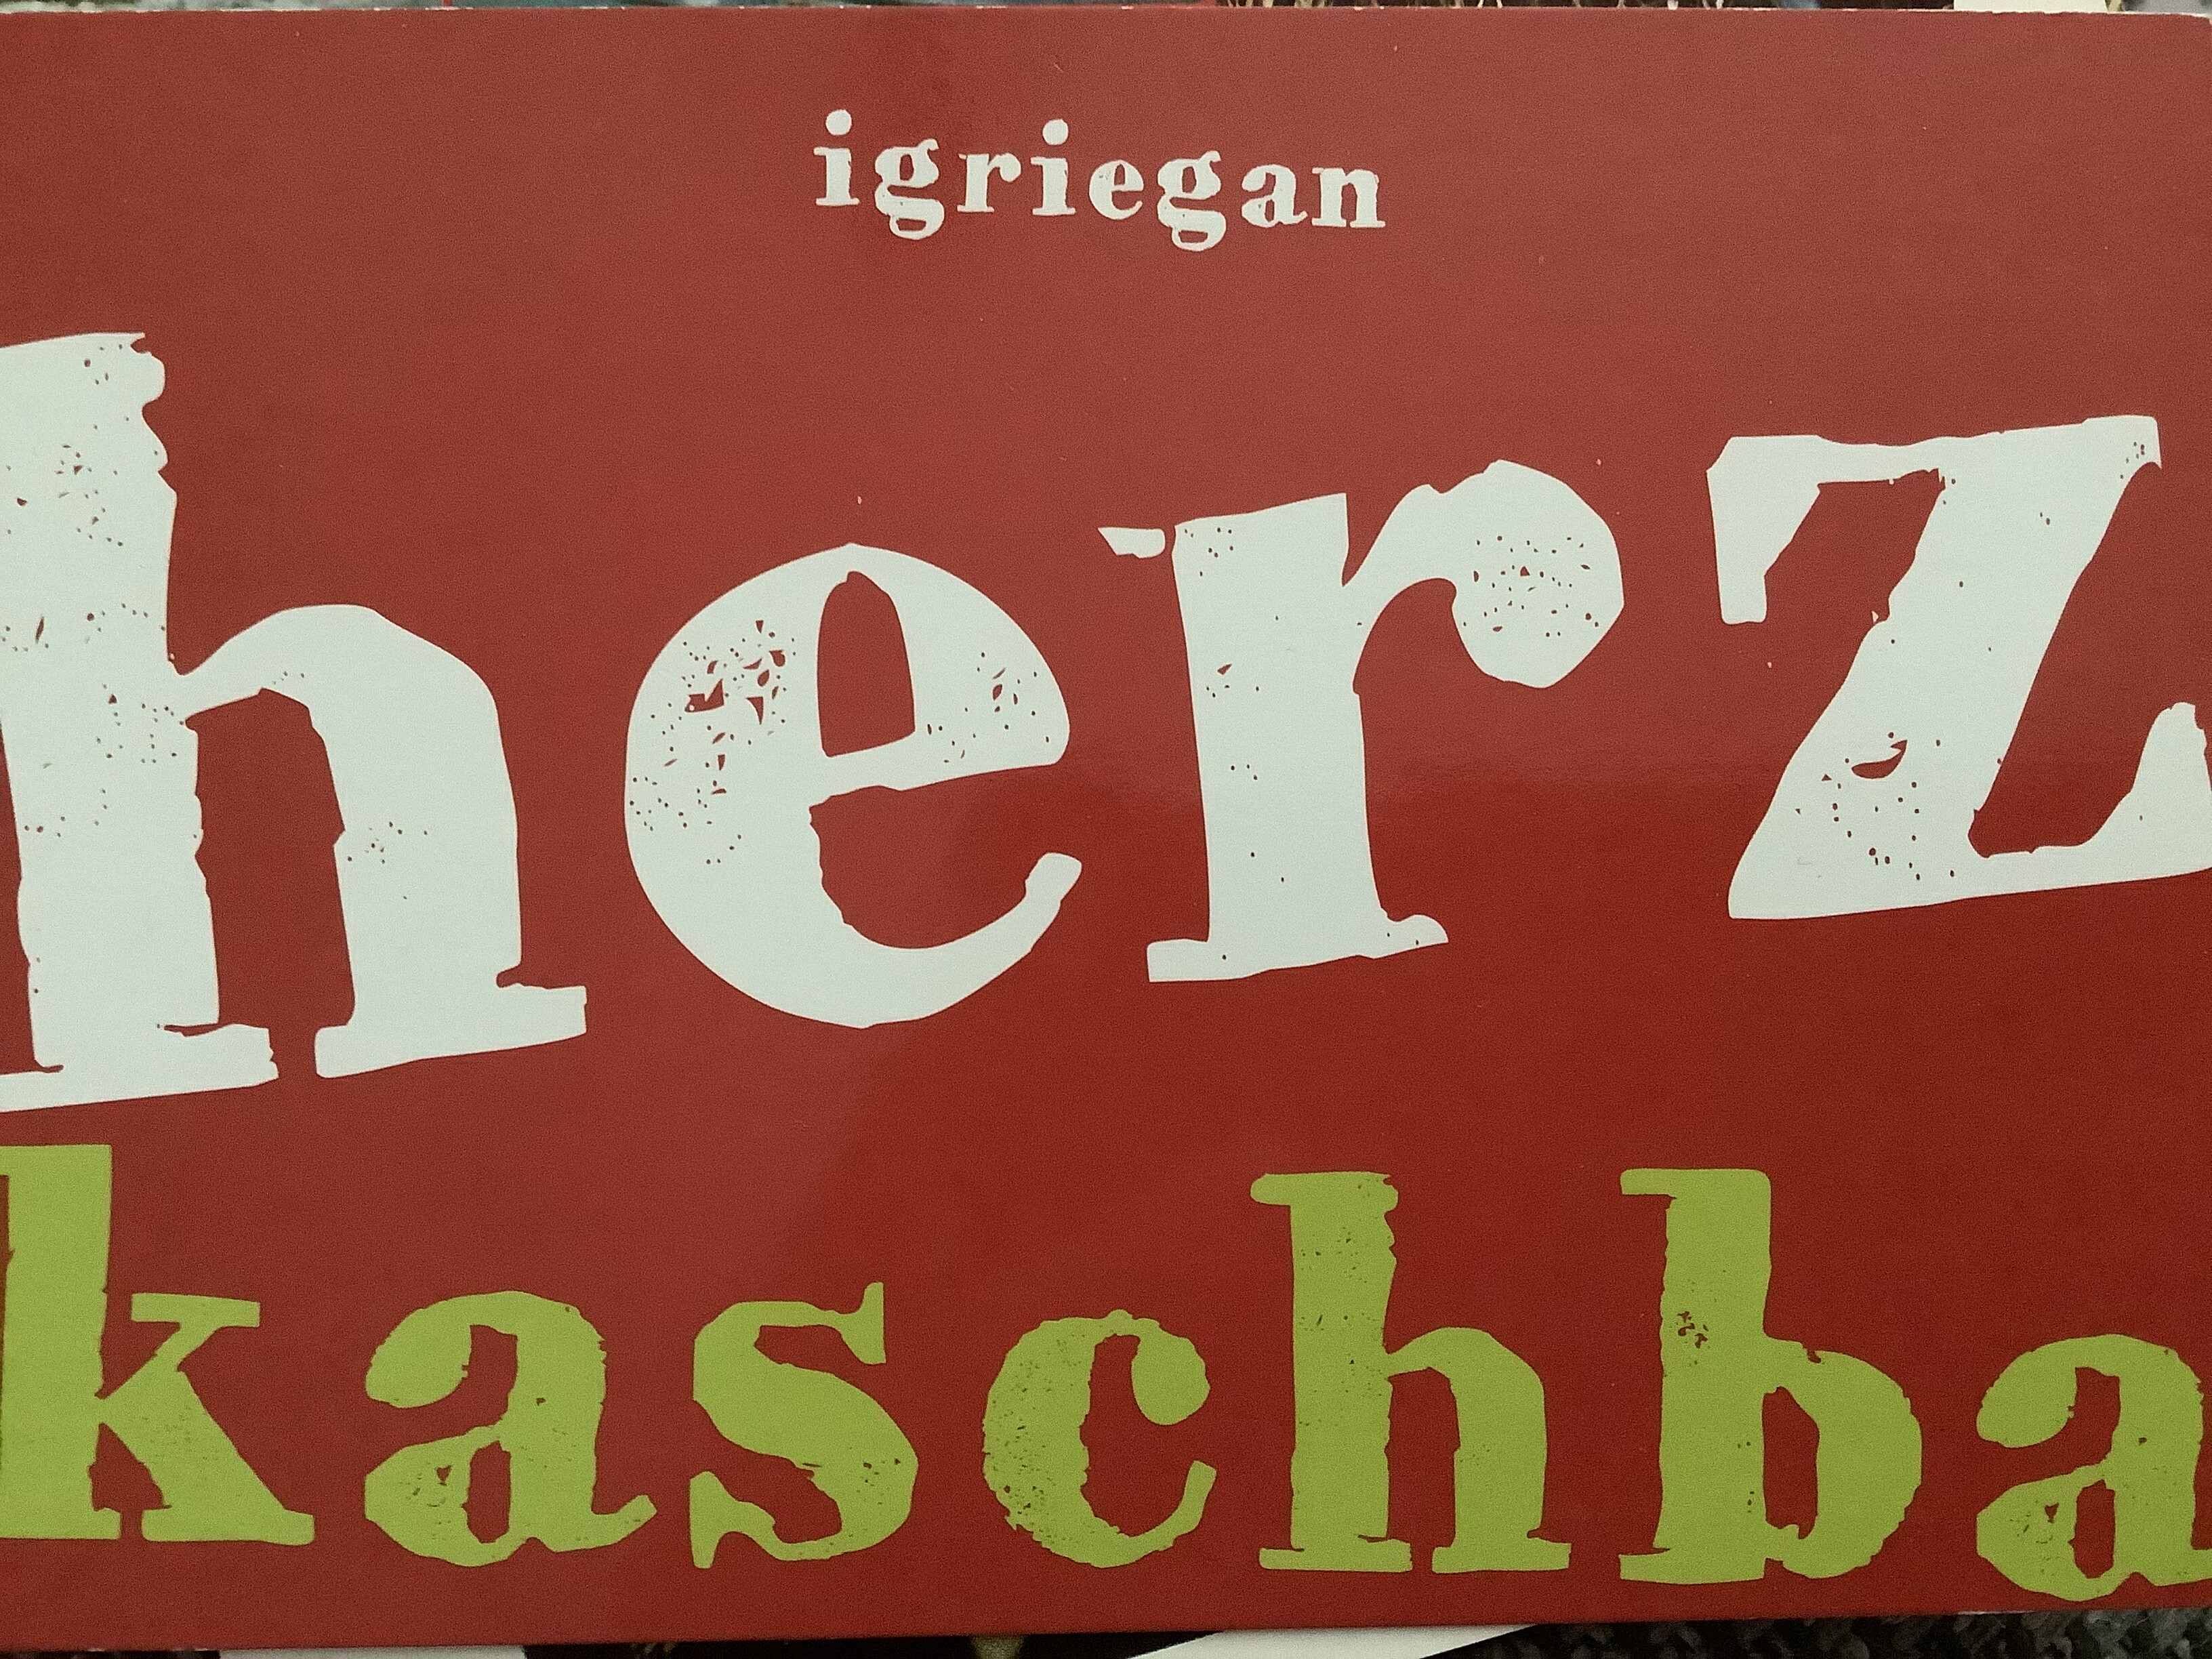 igriegan
herz
kaschba